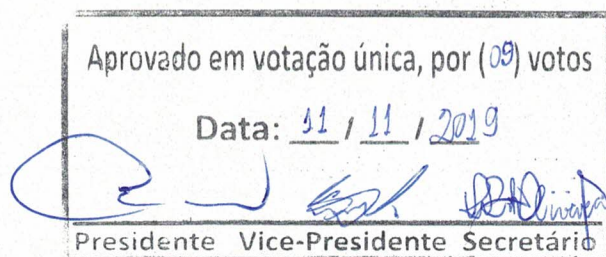 Aprovado em votação única, por (09) votos
Data: 11 / 11 / 2019
Presidente Vice-Presidente Secretário